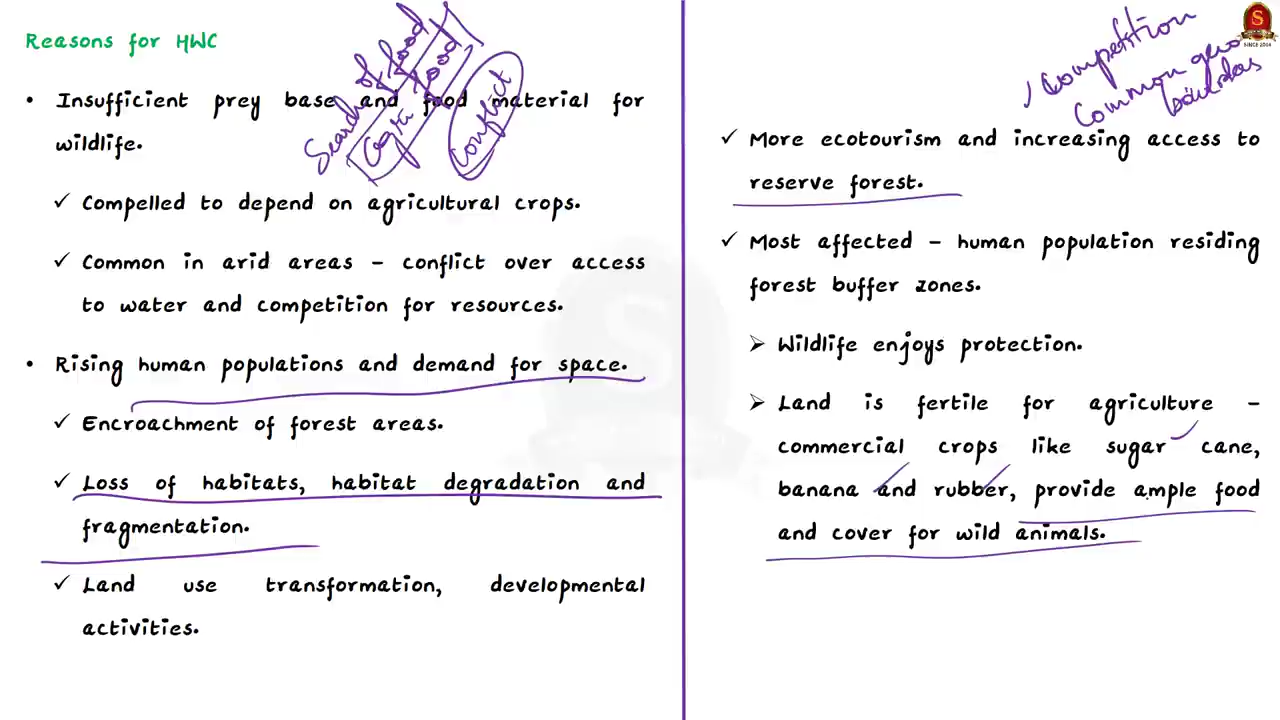 Reasons for HWC
Search of food
food
Conflict
• Insufficient prey base and food material for
wildlife.
✓ Compelled to depend on agricultural crops.
✓ Common in arid areas – conflict over access
to water and competition for resources.
• Rising human populations and demand for space.
✓ Encroachment of forest areas.
✓ Loss of habitats, habitat degradation and
fragmentation.
✓ Land use transformation, developmental
activities.
Competition
Common
S
SINCE 2004
✓ More ecotourism and increasing access to
reserve forest.
✓ Most affected – human population residing
forest buffer zones.
➢ Wildlife enjoys protection.
➢ Land is fertile for agriculture –
commercial crops like sugar cane,
banana and rubber, provide ample food
and cover for wild animals.